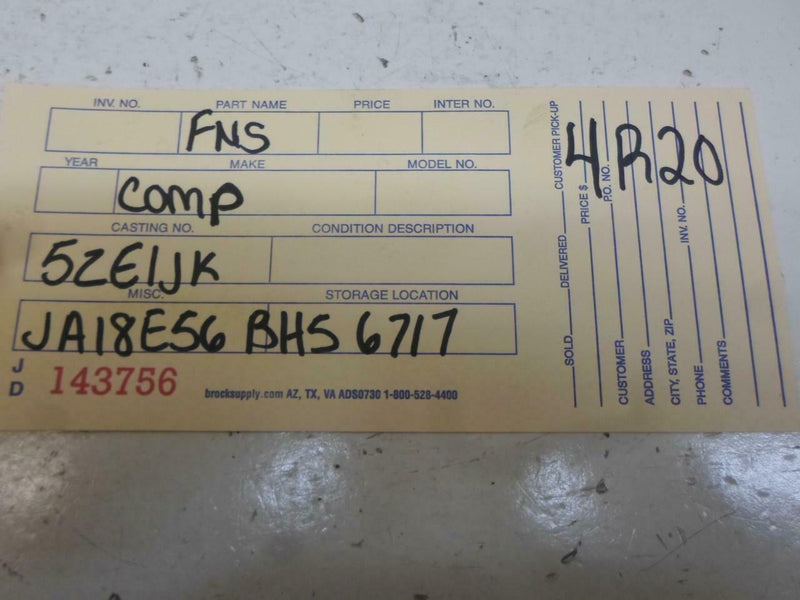 INV. NO. PART NAME PRICE INTER NO.
FNS
YEAR MAKE MODEL NO.
COMP
CASTING NO. CONDITION DESCRIPTION
5ZE1JK
MISC. STORAGE LOCATION
JA18E56 BHS 6717
JD 143756
brocksupply.com AZ, TX, VA ADS0730 1-800-528-4400
4R20
SOLD DELIVERED CUSTOMER PICK-UP
PRICE $
P.O. NO.
CUSTOMER
ADDRESS
CITY, STATE, ZIP INV. NO.
PHONE
COMMENTS